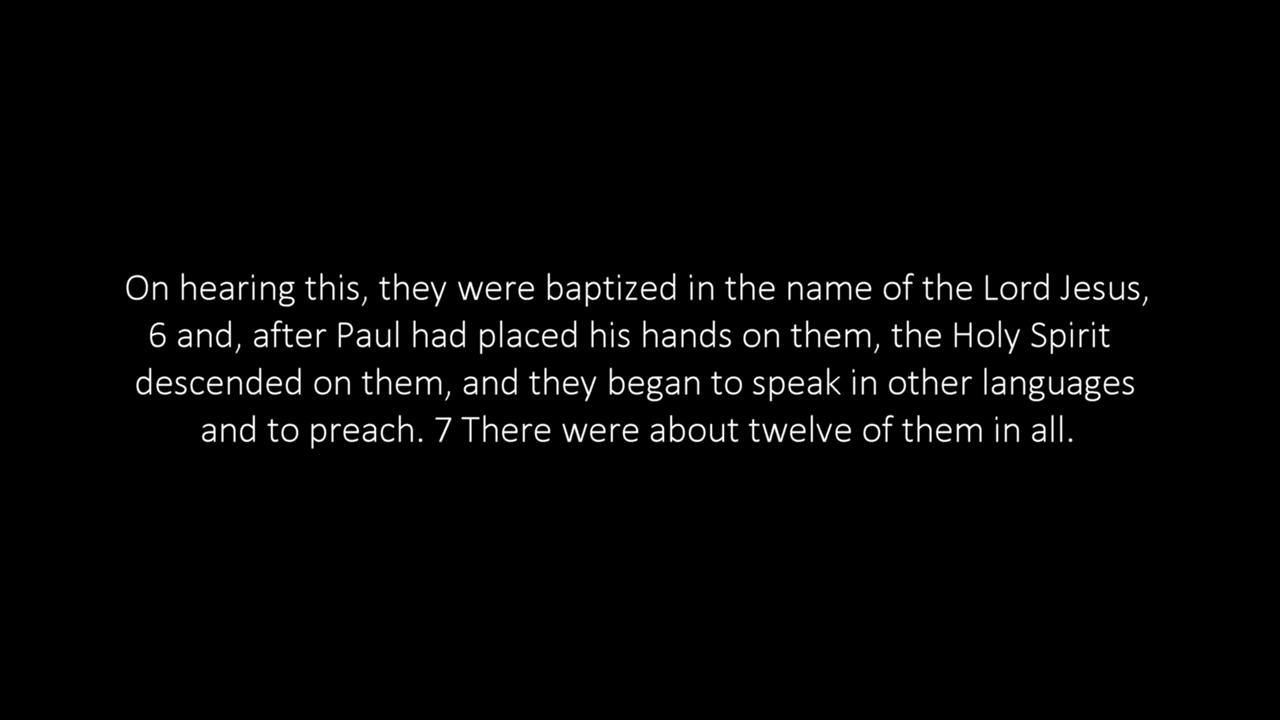 On hearing this, they were baptized in the name of the Lord Jesus,
6 and, after Paul had placed his hands on them, the Holy Spirit
descended on them, and they began to speak in other languages
and to preach. 7 There were about twelve of them in all.